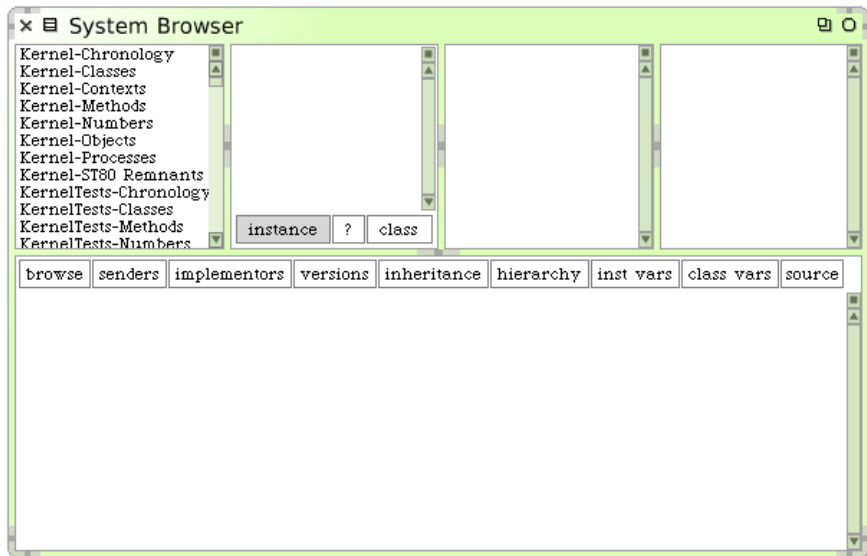 System Browser
Kernel-Chronology
Kernel-Classes
Kernel-Contexts
Kernel-Methods
Kernel-Numbers
Kernel-Objects
Kernel-Processes
Kernel-ST80 Remnants
KernelTests-Chronology
KernelTests-Classes
KernelTests-Methods
KernelTests-Numbers
instance ? class
browse senders implementors versions inheritance hierarchy inst vars class vars source